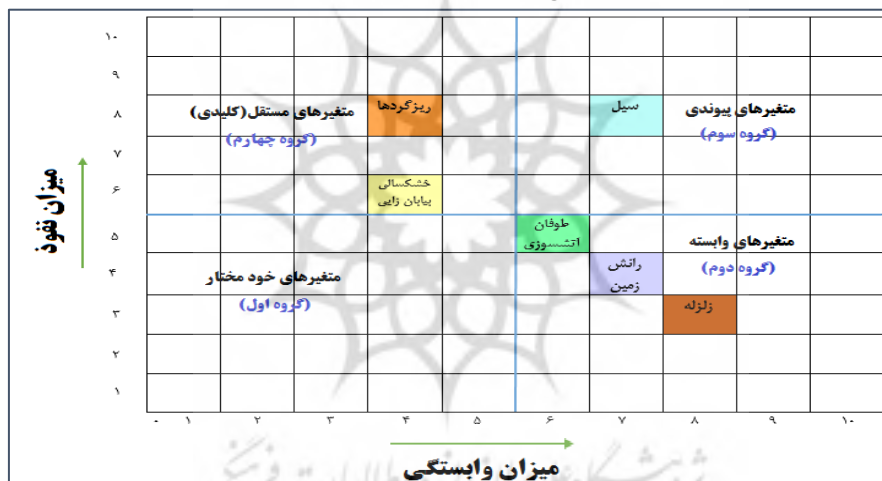 ۱۰
۹
۸
متغیرهای مستقل(کلیدی)
(گروه چهارم)
ریزگردها
سیل
متغیرهای پیوندی
(گروه سوم)
۷
۶
خشکسالی
بیابان زایی
۵
طوفان
اتشسوزی
متغیرهای وابسته
(گروه دوم)
۴
متغیرهای خود مختار
(گروه اول)
رانش
زمین
۳
زلزله
۲
۱
۰ ۱ ۲ ۳ ۴ ۵ ۶ ۷ ۸ ۹ ۱۰
میزان نفوذ
میزان وابستگی